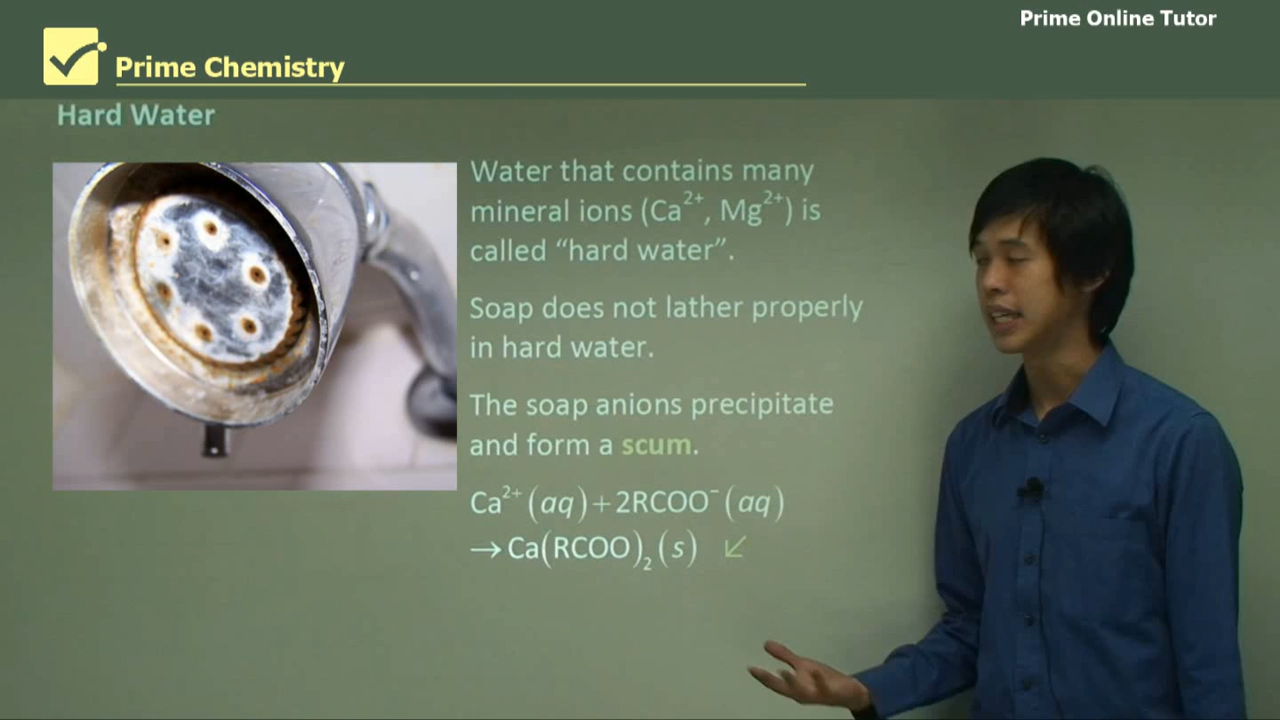 Prime Online Tutor
Prime Chemistry
Hard Water
Water that contains many
mineral ions (Ca²⁺, Mg²⁺) is
called “hard water”.
Soap does not lather properly
in hard water.
The soap anions precipitate
and form a scum.
Ca²⁺(aq)+2RCOO⁻(aq)
→Ca(RCOO)₂(s) ↙